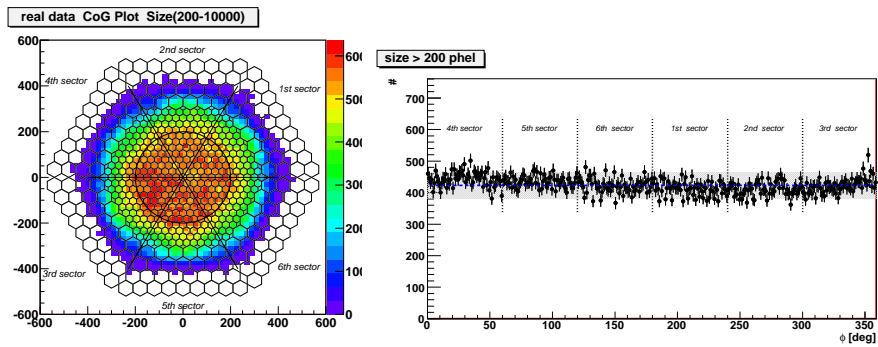 real data CoG Plot Size(200-10000)
600
400
200
0
-200
-400
-600
-600 -400 -200 0 200 400 600
2nd sector
1st sector
4th sector
3rd sector
6th sector
5th sector
600
500
400
300
200
100
0
size > 200 phel
#
700
600
500
400
300
200
100
0
4th sector 5th sector 6th sector 1st sector 2nd sector 3rd sector
0 50 100 150 200 250 300 350
ϕ [deg]